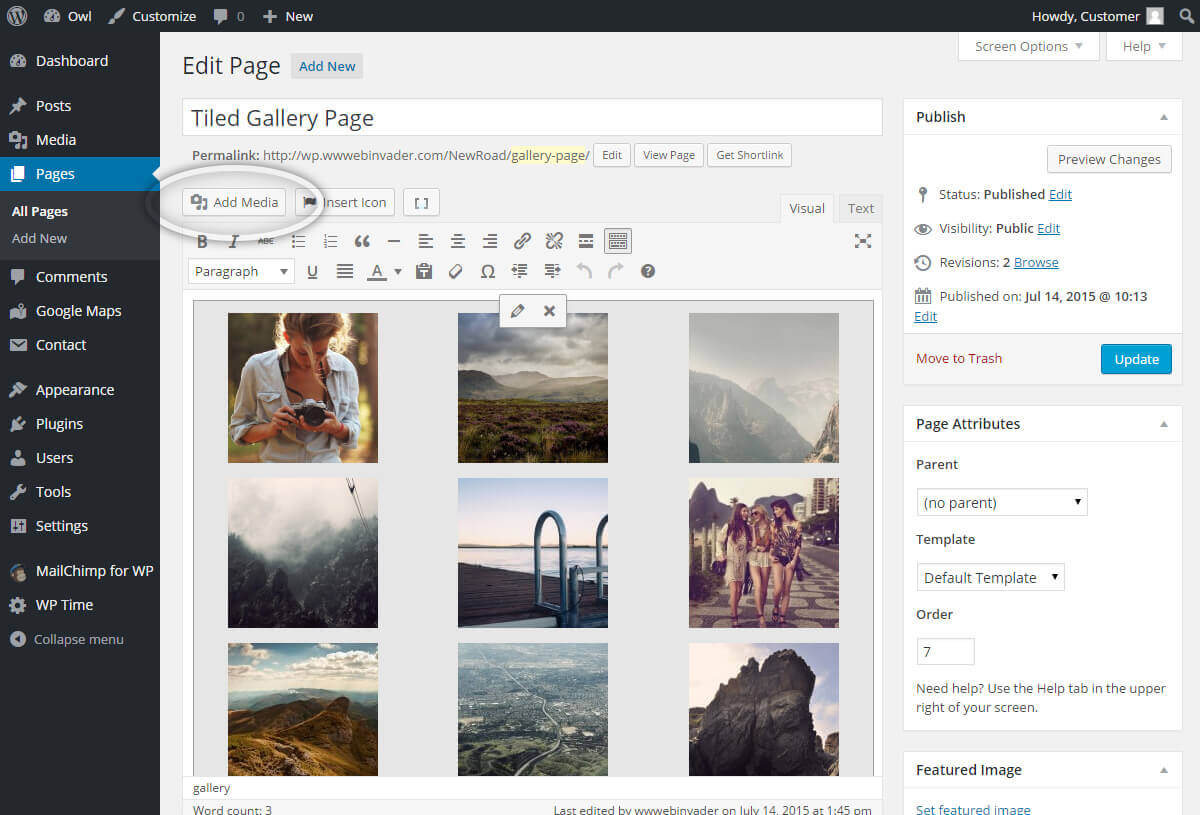 Owl Customize 0 New Howdy, Customer
Dashboard
Posts
Media
Pages
All Pages
Add New
Comments
Google Maps
Contact
Appearance
Plugins
Users
Tools
Settings
MailChimp for WP
WP Time
Collapse menu
Screen Options Help
Edit Page Add New
Tiled Gallery Page
Permalink: http://wp.wwwebinvader.com/NewRoad/gallery-page/ Edit View Page Get Shortlink
Add Media Insert Icon [ ] Visual Text
B I ABC
Paragraph U A Ω
gallery
Word count: 3 Last edited by wwwebinvader on July 14, 2015 at 1:45 pm
Publish
Preview Changes
Status: Published Edit
Visibility: Public Edit
Revisions: 2 Browse
Published on: Jul 14, 2015 @ 10:13
Edit
Move to Trash Update
Page Attributes
Parent
(no parent)
Template
Default Template
Order
7
Need help? Use the Help tab in the upper
right of your screen.
Featured Image
Set featured image